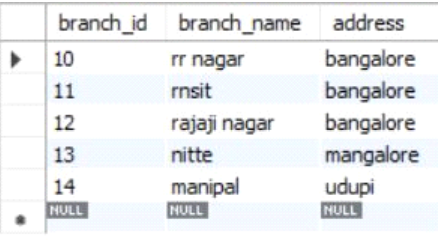 branch_id branch_name address
10 rr nagar bangalore
11 rnsit bangalore
12 rajaji nagar bangalore
13 nitte mangalore
14 manipal udupi
NULL NULL NULL